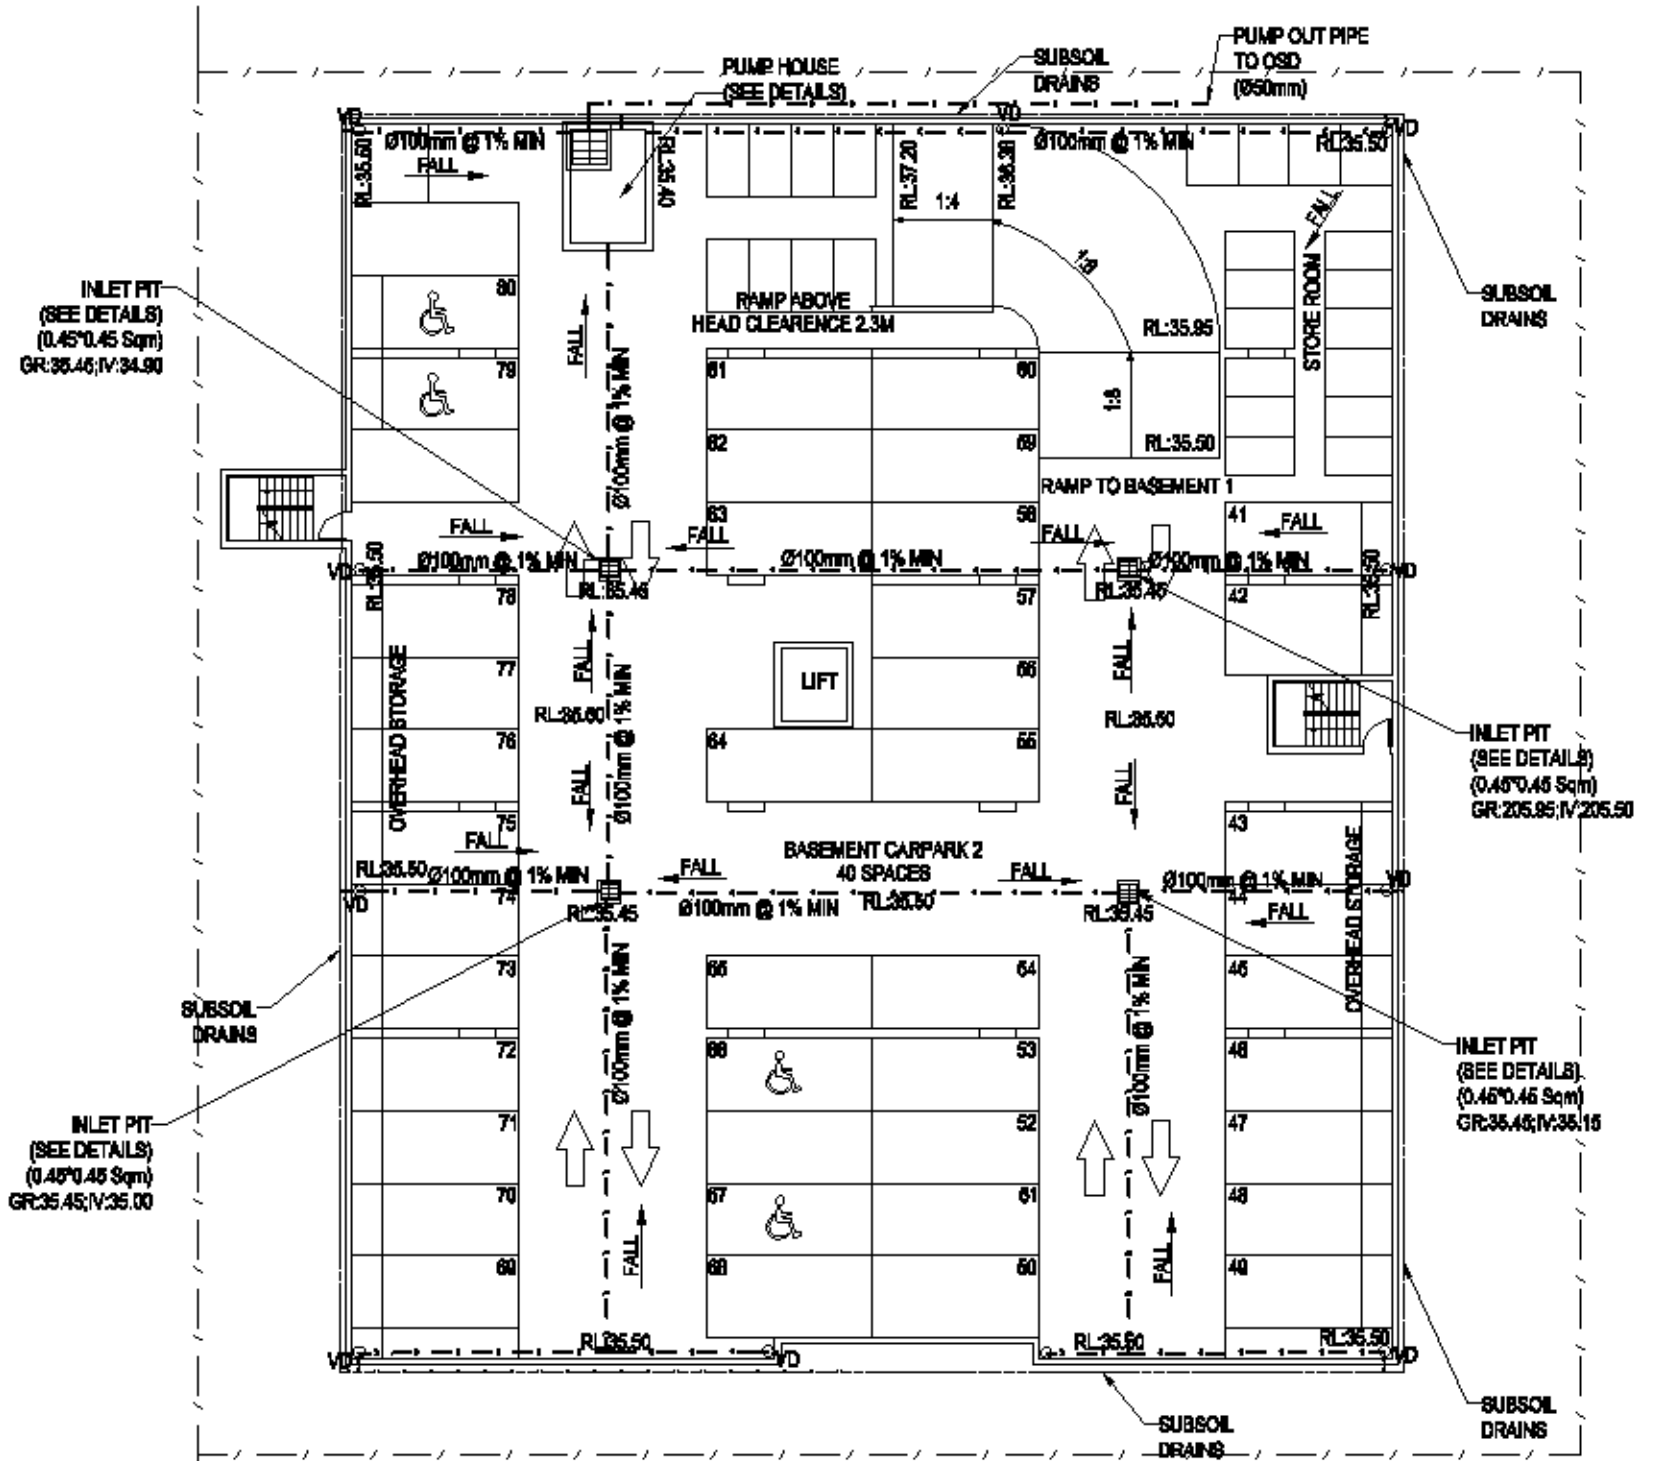 PUMP OUT PIPE
TO OSD
(Ø50mm)
SUBSOIL
DRAINS
PUMP HOUSE
(SEE DETAILS)
VD
VD
VD
Ø100mm @ 1% MIN
FALL
RL:35.50
RL:35.40
RL:37.20
1:4
RL:36.30
Ø100mm @ 1% MIN
RL:35.50
FALL
STORE ROOM
1:8
SUBSOIL
DRAINS
INLET PIT
(SEE DETAILS)
(0.45*0.45 Sqm)
GR:35.45;IV:34.90
80
79
FALL
Ø100mm @ 1% MIN
RAMP ABOVE
HEAD CLEARENCE 2.3M
RL:35.95
1:8
RL:35.50
RAMP TO BASEMENT 1
61
60
62
59
63
58
41
FALL
FALL
FALL
FALL
VD
RL:35.50
Ø100mm @ 1% MIN
Ø100mm @ 1% MIN
Ø100mm @ 1% MIN
RL:35.50
VD
RL:35.45
RL:35.45
78
57
42
77
56
76
64
55
75
43
FALL
FALL
LIFT
RL:35.50
Ø100mm @ 1% MIN
RL:35.50
FALL
FALL
OVERHEAD STORAGE
INLET PIT
(SEE DETAILS)
(0.45*0.45 Sqm)
GR:205.95;IV:205.50
FALL
BASEMENT CARPARK 2
40 SPACES
FALL
FALL
RL:35.50
Ø100mm @ 1% MIN
Ø100mm @ 1% MIN
VD
VD
74
44
RL:35.45
Ø100mm @ 1% MIN
RL:35.50
RL:35.45
FALL
OVERHEAD STORAGE
73
65
54
45
Ø100mm @ 1% MIN
Ø100mm @ 1% MIN
SUBSOIL
DRAINS
72
66
53
46
INLET PIT
(SEE DETAILS)
(0.45*0.45 Sqm)
GR:35.45;IV:35.15
71
52
47
INLET PIT
(SEE DETAILS)
(0.45*0.45 Sqm)
GR:35.45;IV:35.00
70
67
51
48
FALL
FALL
69
68
50
49
RL:35.50
RL:35.50
RL:35.50
VD
VD
VD
SUBSOIL
DRAINS
SUBSOIL
DRAINS